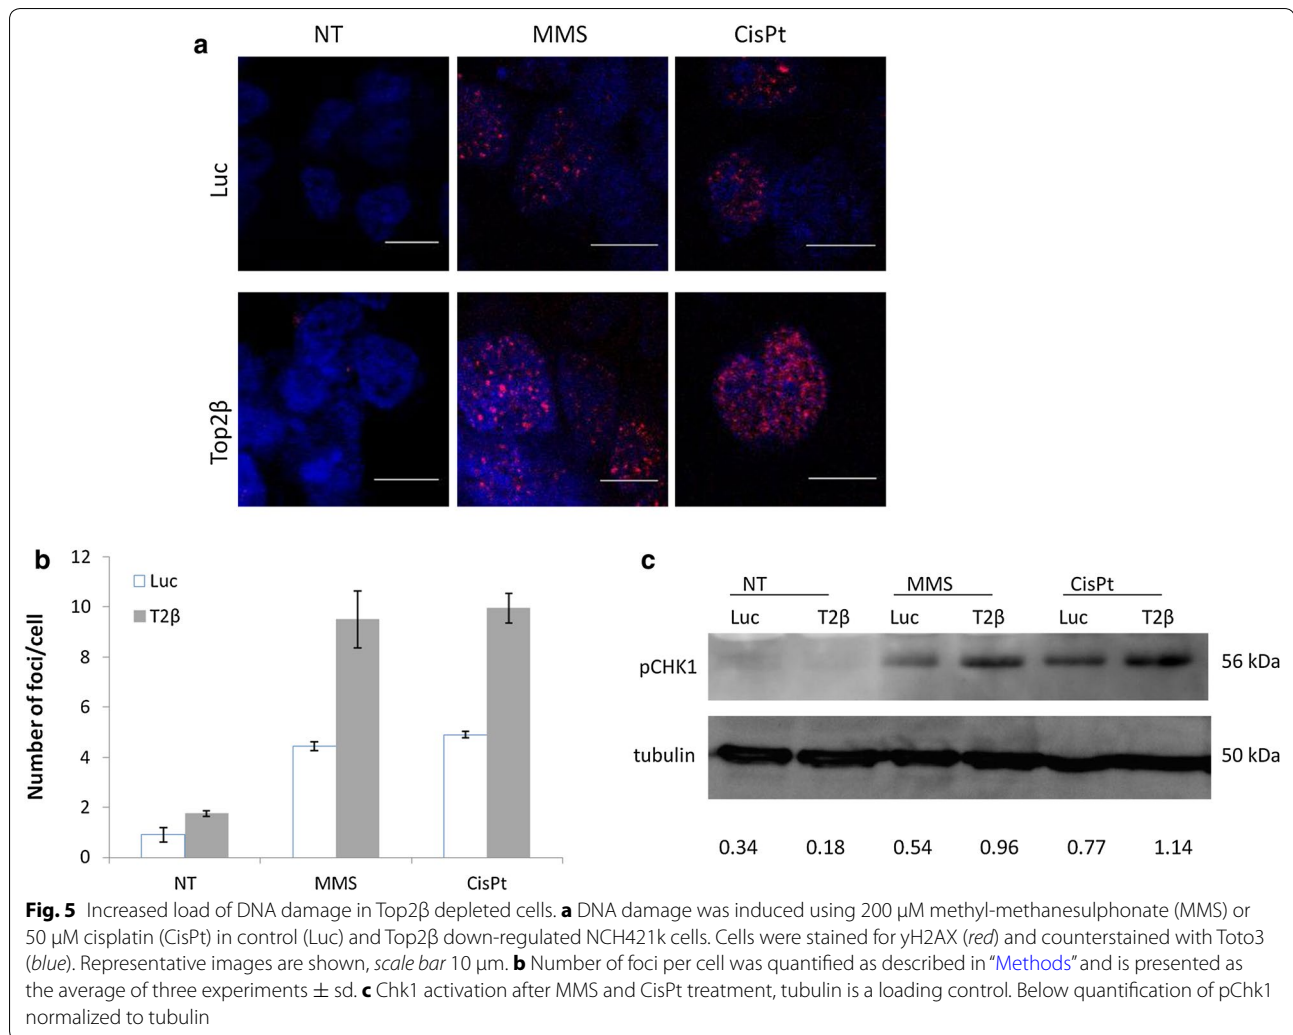 a
NT MMS CisPt
Luc
Top2β
b
12
10
8
6
4
2
0
Number of foci/cell
Luc
T2β
NT MMS CisPt
c
NT MMS CisPt
Luc T2β Luc T2β Luc T2β
pCHK1 56 kDa
tubulin 50 kDa
0.34 0.18 0.54 0.96 0.77 1.14
Fig. 5 Increased load of DNA damage in Top2β depleted cells. a DNA damage was induced using 200 µM methyl-methanesulphonate (MMS) or
50 µM cisplatin (CisPt) in control (Luc) and Top2β down-regulated NCH421k cells. Cells were stained for yH2AX (red) and counterstained with Toto3
(blue). Representative images are shown, scale bar 10 µm. b Number of foci per cell was quantified as described in “Methods” and is presented as
the average of three experiments ± sd. c Chk1 activation after MMS and CisPt treatment, tubulin is a loading control. Below quantification of pChk1
normalized to tubulin